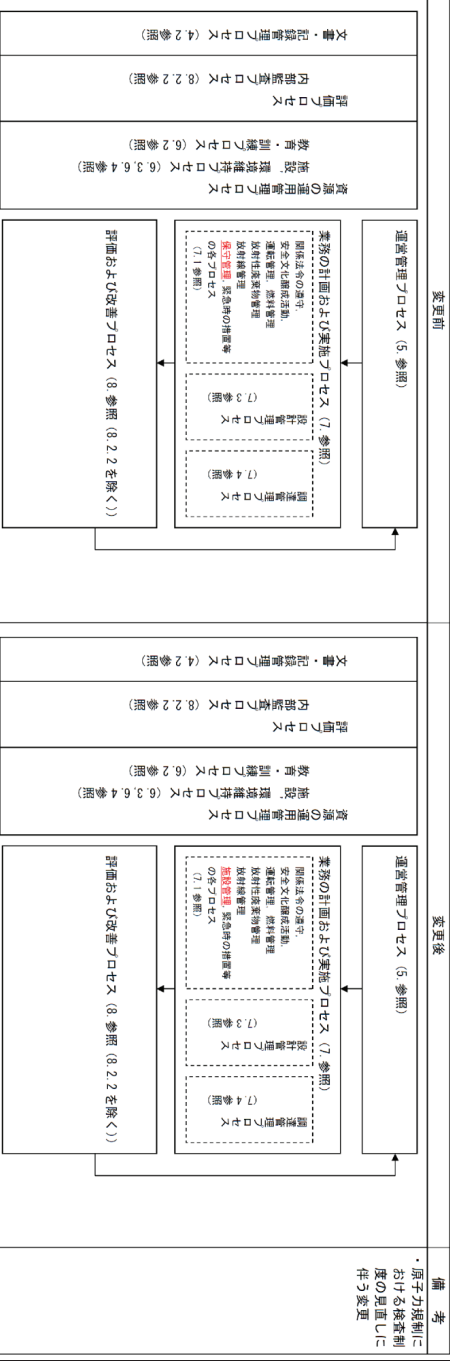 変更前
運営管理プロセス（5.参照）
業務の計画および実施プロセス（7.参照）
関係法令の遵守，
安全文化醸成活動，
運転管理，燃料管理
放射性廃棄物管理
放射線管理
保守管理，緊急時の措置等
の各プロセス
（7.1参照）
設計管理プロセス
（7.3参照）
調達管理プロセス
（7.4参照）
評価および改善プロセス（8.参照（8.2.2を除く））
資源の運用管理プロセス
施設，環境維持プロセス（6.3,6.4参照）
教育・訓練プロセス（6.2参照）
評価プロセス
内部監査プロセス（8.2.2参照）
文書・記録管理プロセス（4.2参照）
変更後
運営管理プロセス（5.参照）
業務の計画および実施プロセス（7.参照）
関係法令の遵守，
安全文化醸成活動，
運転管理，燃料管理
放射性廃棄物管理
放射線管理
施設管理，緊急時の措置等
の各プロセス
（7.1参照）
設計管理プロセス
（7.3参照）
調達管理プロセス
（7.4参照）
評価および改善プロセス（8.参照（8.2.2を除く））
資源の運用管理プロセス
施設，環境維持プロセス（6.3,6.4参照）
教育・訓練プロセス（6.2参照）
評価プロセス
内部監査プロセス（8.2.2参照）
文書・記録管理プロセス（4.2参照）
備　考
・原子力規制に
おける検査制
度の見直しに
伴う変更